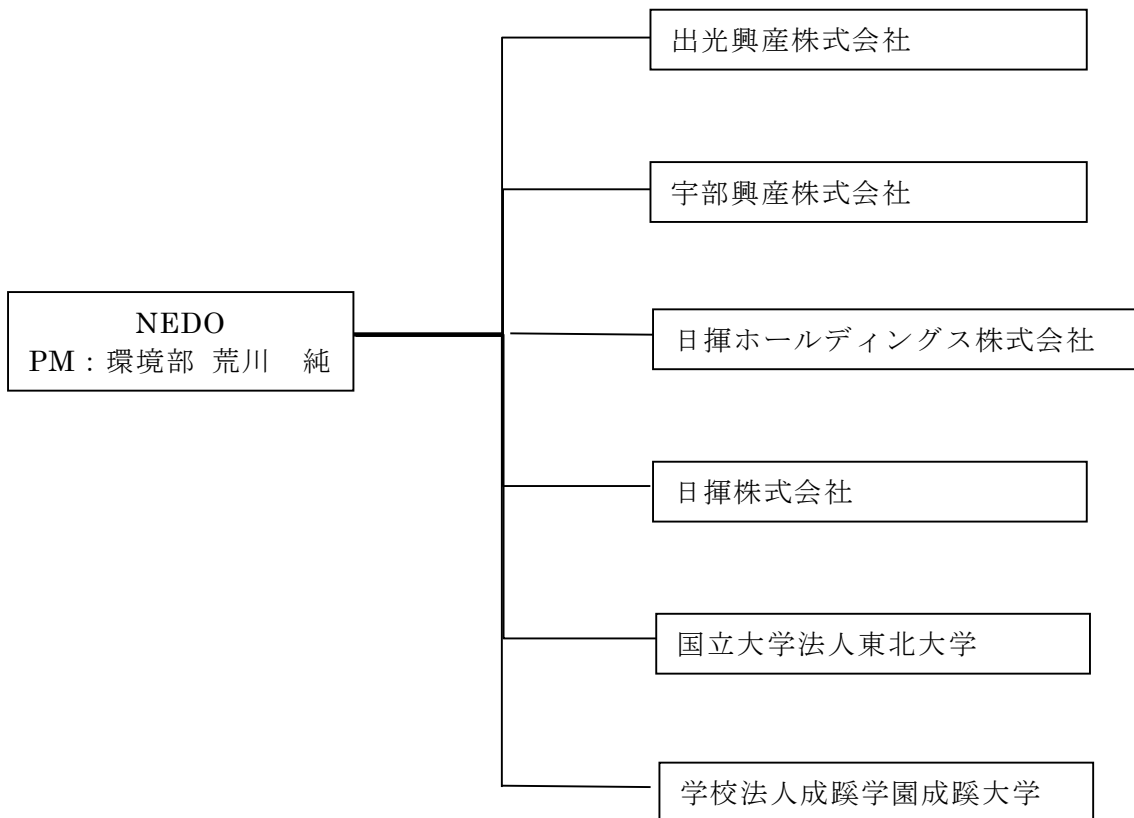 出光興産株式会社
宇部興産株式会社
NEDO
PM：環境部 荒川　純
日揮ホールディングス株式会社
日揮株式会社
国立大学法人東北大学
学校法人成蹊学園成蹊大学